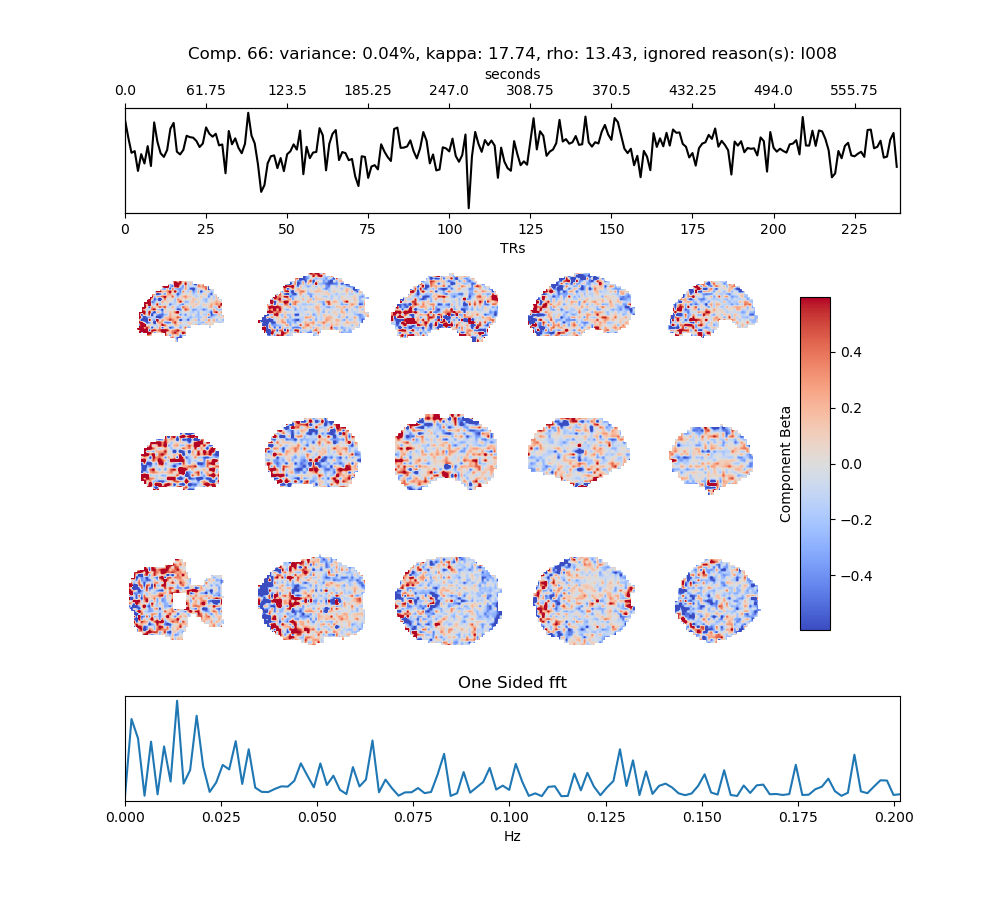 Comp. 66: variance: 0.04%, kappa: 17.74, rho: 13.43, ignored reason(s): I008
seconds
0.0 61.75 123.5 185.25 247.0 308.75 370.5 432.25 494.0 555.75
0 25 50 75 100 125 150 175 200 225
TRs
0.4
0.2
0.0
−0.2
−0.4
Component Beta
One Sided fft
0.000 0.025 0.050 0.075 0.100 0.125 0.150 0.175 0.200
Hz